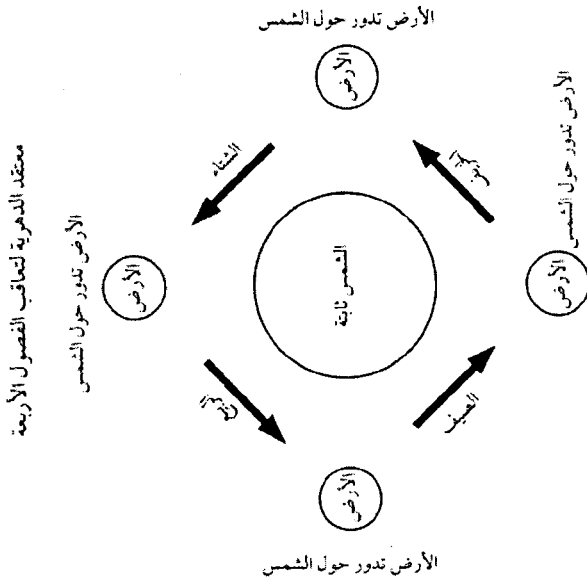 معتقد الدهرية لتعاقب الفصول الأربعة
الأرض تدور حول الشمس
الأرض
الشتاء
الخريف
الأرض تدور حول الشمس
الأرض
الشمس ثابتة
الأرض تدور حول الشمس
الأرض
الربيع
الصيف
الأرض
الأرض تدور حول الشمس